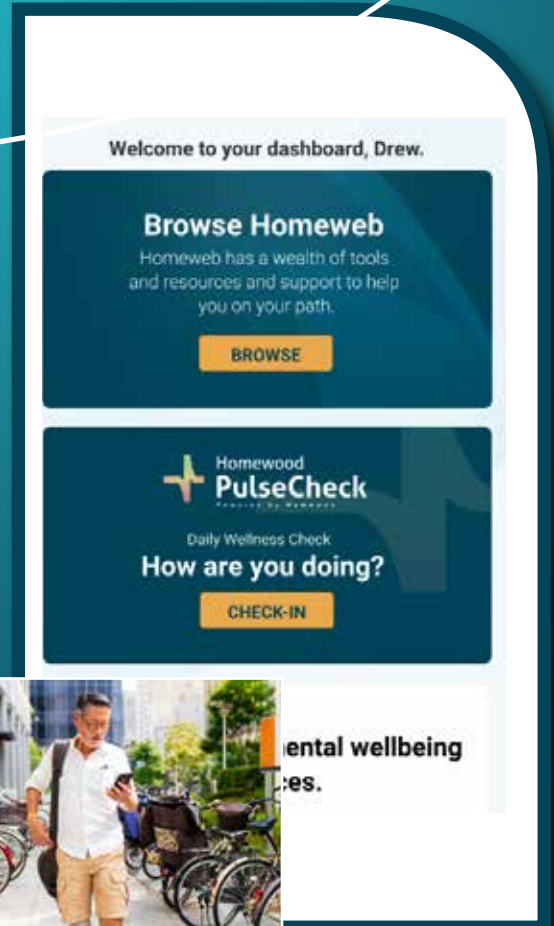 Welcome to your dashboard, Drew.
Browse Homeweb
Homeweb has a wealth of tools
and resources and support to help
you on your path.
BROWSE
Homewood
PulseCheck
Daily Wellness Check
How are you doing?
CHECK-IN
ental wellbeing
ces.